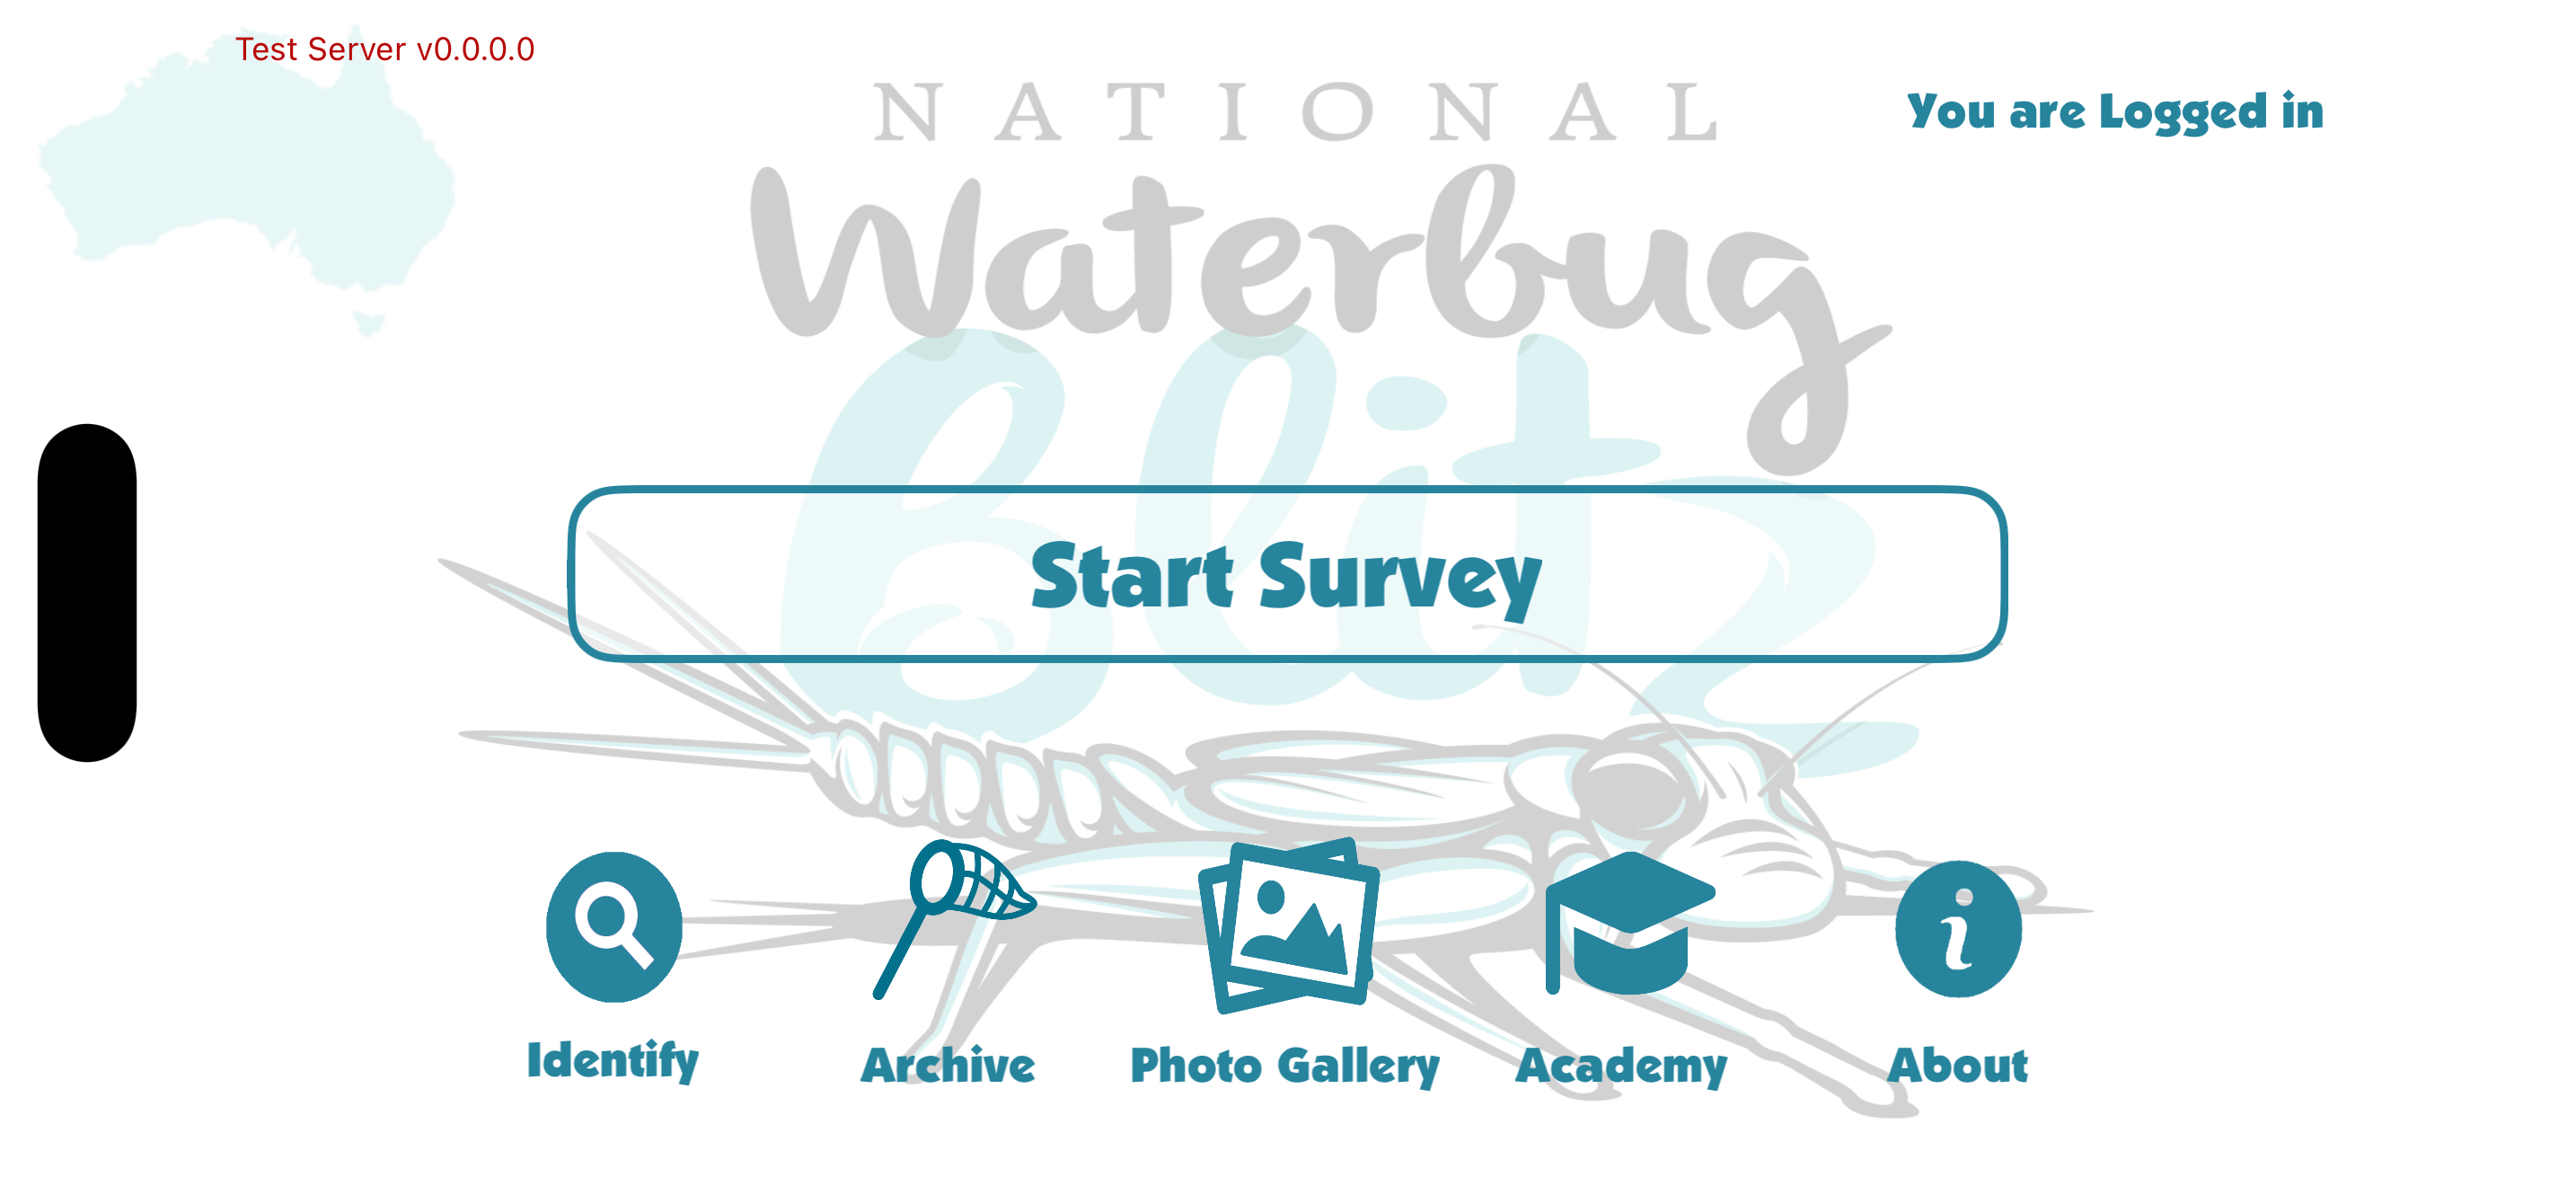 Test Server v0.0.0.0
NATIONAL
You are Logged in
Waterbug
Blitz
Start Survey
Identify
Archive
Photo Gallery
Academy
About